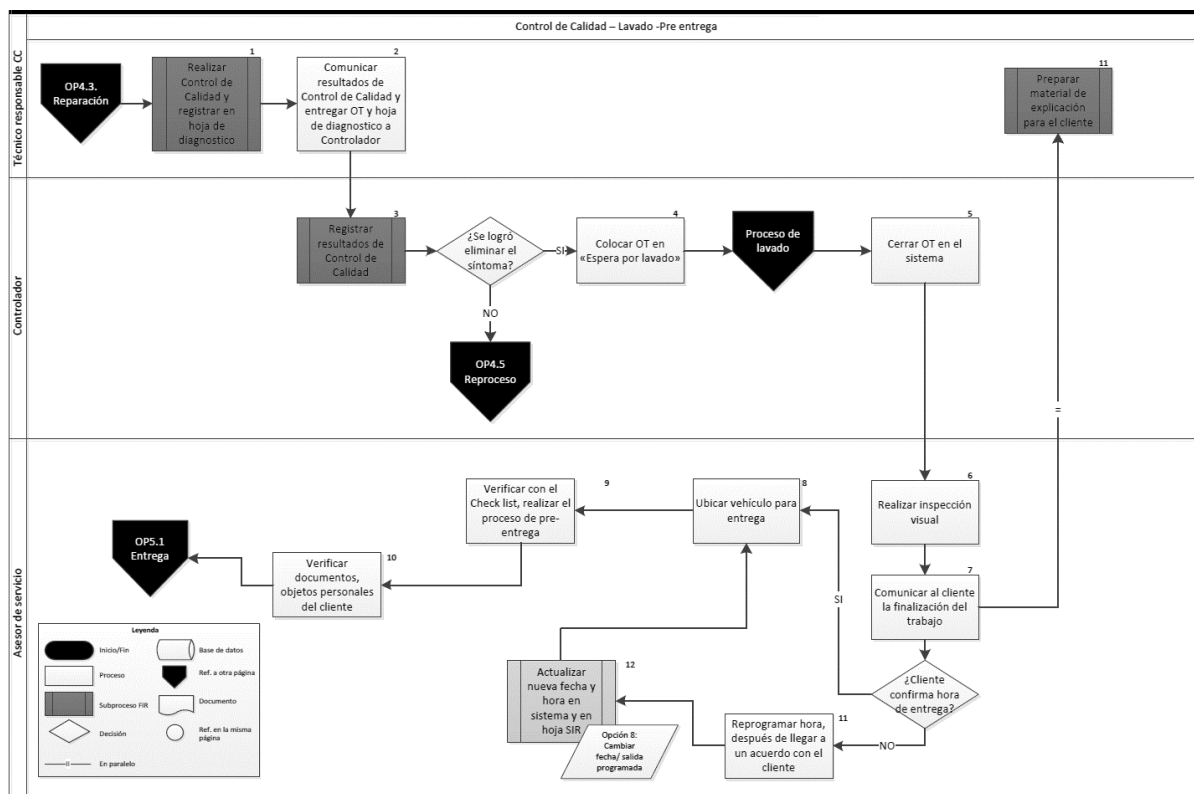 Control de Calidad – Lavado -Pre entrega
Técnico responsable CC
OP4.3.
Reparación
1
Realizar
Control de
Calidad y
registrar en
hoja de
diagnostico
2
Comunicar
resultados de
Control de Calidad y
entregar OT y hoja
de diagnostico a
Controlador
11
Preparar
material de
explicación
para el cliente
Controlador
3
Registrar
resultados de
Control de
Calidad
¿Se logró
eliminar el
síntoma?
SI
NO
4
Colocar OT en
«Espera por lavado»
Proceso de
lavado
5
Cerrar OT en el
sistema
OP4.5
Reproceso
=
Asesor de servicio
6
Realizar inspección
visual
7
Comunicar al cliente
la finalización del
trabajo
¿Cliente
confirma hora
de entrega?
SI
NO
8
Ubicar vehículo para
entrega
9
Verificar con el
Check list, realizar el
proceso de pre-
entrega
10
Verificar
documentos,
objetos personales
del cliente
OP5.1
Entrega
11
Reprogramar hora,
después de llegar a
un acuerdo con el
cliente
12
Actualizar
nueva fecha y
hora en
sistema y en
hoja SIR
Opción 8:
Cambiar
fecha/ salida
programada
Leyenda
Inicio/Fin
Base de datos
Proceso
Ref. a otra página
Subproceso FIR
Documento
Decisión
Ref. en la misma
página
En paralelo